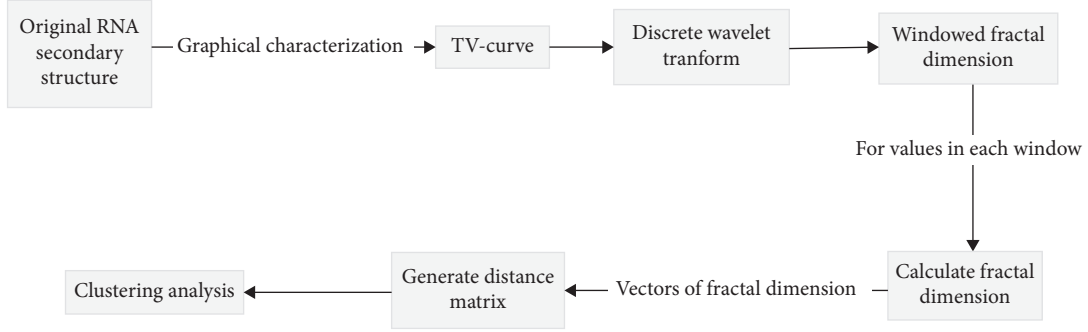 Original RNA
secondary
structure
Graphical characterization
TV-curve
Discrete wavelet
tranform
Windowed fractal
dimension
For values in each window
Calculate fractal
dimension
Vectors of fractal dimension
Generate distance
matrix
Clustering analysis